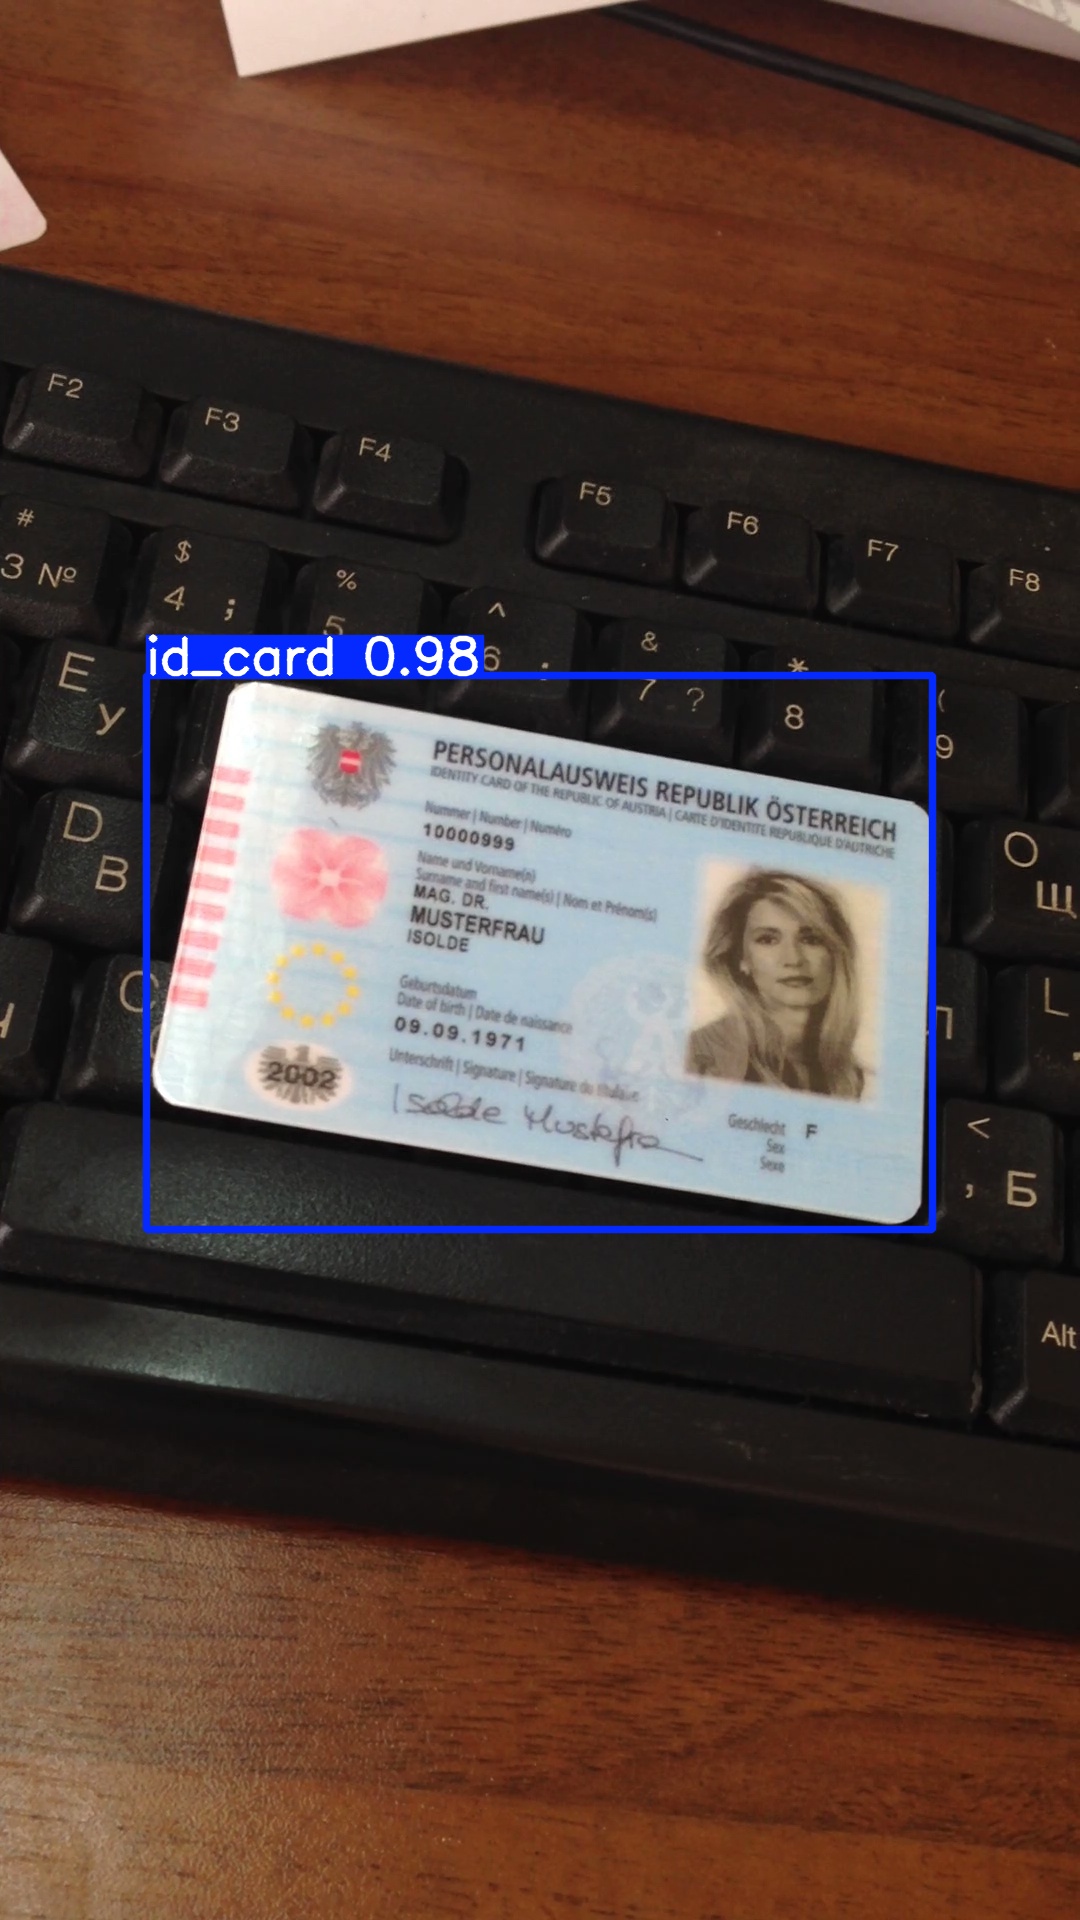 F2
F3
F4
F5
F6
F7
F8
#
3 №
$
4 ;
%
5
^
6 :
&
7 ?
*
8
(
9
id_card 0.98
E
У
D
В
О
Щ
C
L
<
, Б
Alt
PERSONALAUSWEIS REPUBLIK ÖSTERREICH
IDENTITY CARD OF THE REPUBLIC OF AUSTRIA | CARTE D'IDENTITÉ REPUBLIQUE D'AUTRICHE
Nummer | Number | Numéro
10000999
Name und Vorname(n)
Surname and first name(s) | Nom et Prénom(s)
MAG. DR.
MUSTERFRAU
ISOLDE
Geburtsdatum
Date of birth | Date de naissance
09.09.1971
Unterschrift | Signature | Signature du titulaire
Isolde Mustefra
2002
Geschlecht F
Sex
Sexe